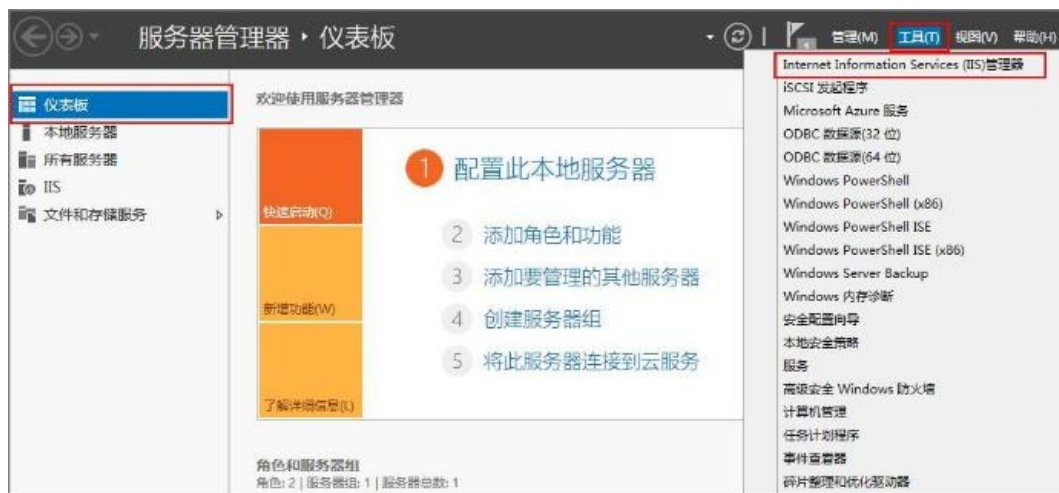 服务器管理器 · 仪表板
管理(M) 工具(T) 视图(V) 帮助(H)
1
仪表板
本地服务器
所有服务器
IIS
文件和存储服务
欢迎使用服务器管理器
快速启动(Q)
新增功能(W)
了解详细信息(L)
1 配置此本地服务器
2 添加角色和功能
3 添加要管理的其他服务器
4 创建服务器组
5 将此服务器连接到云服务
角色和服务器组
角色: 2 | 服务器组: 1 | 服务器总数: 1
Internet Information Services (IIS)管理器
iSCSI 发起程序
Microsoft Azure 服务
ODBC 数据源(32 位)
ODBC 数据源(64 位)
Windows PowerShell
Windows PowerShell (x86)
Windows PowerShell ISE
Windows PowerShell ISE (x86)
Windows Server Backup
Windows 内存诊断
安全配置向导
本地安全策略
服务
高级安全 Windows 防火墙
计算机管理
任务计划程序
事件查看器
碎片整理和优化驱动器